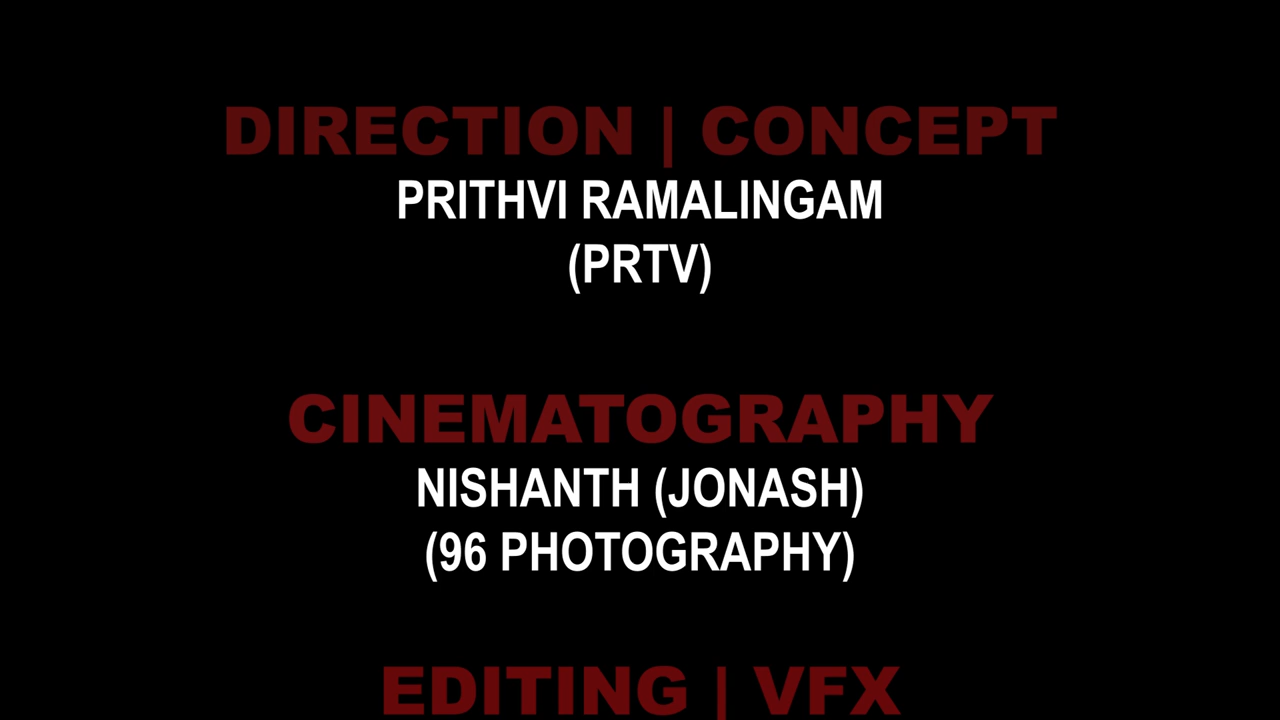 DIRECTION | CONCEPT
PRITHVI RAMALINGAM
(PRTV)
CINEMATOGRAPHY
NISHANTH (JONASH)
(96 PHOTOGRAPHY)
EDITING | VFX